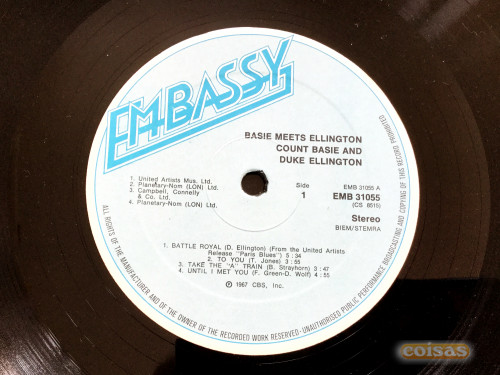 EMBASSY
BASIE MEETS ELLINGTON
COUNT BASIE AND
DUKE ELLINGTON
1. United Artists Mus. Ltd.
2. Planetary-Nom (LON) Ltd.
3. Campbell, Connelly
& Co. Ltd.
4. Planetary-Nom (LON) Ltd.
Side
1
EMB 31055 A
EMB 31055
(CS 8515)
Stereo
BIEM/STEMRA
1. BATTLE ROYAL (D. Ellington) (From the United Artists
Release "Paris Blues") 5 : 34
2. TO YOU (T. Jones) 3 : 55
3. TAKE THE "A" TRAIN (B. Strayhorn) 3 : 47
4. UNTIL I MET YOU (F. Green-D. Wolf) 4 : 55
℗ 1967 CBS, Inc.
ALL RIGHTS OF THE MANUFACTURER AND OF THE OWNER OF THE RECORDED WORK RESERVED - UNAUTHORISED PUBLIC PERFORMANCE BROADCASTING AND COPYING OF THIS RECORD PROHIBITED
coisas